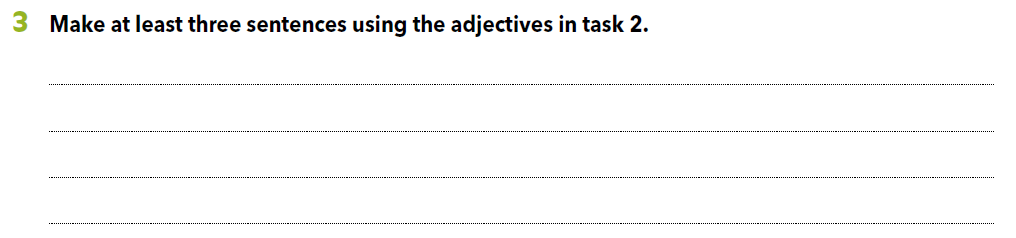 3 Make at least three sentences using the adjectives in task 2.